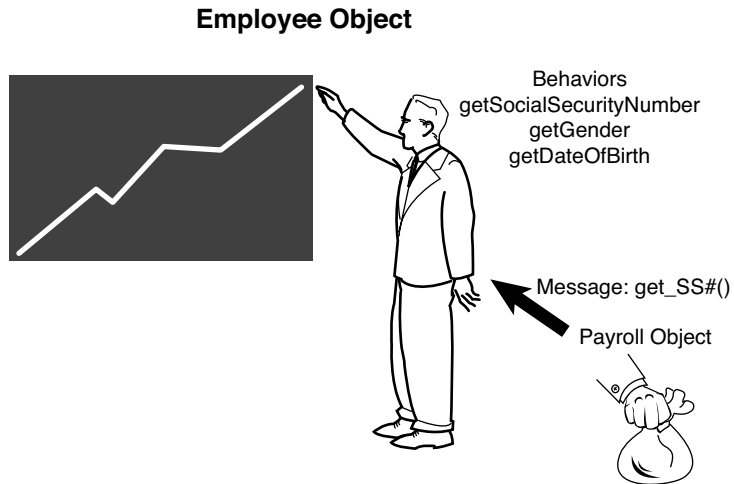 Employee Object
Behaviors
getSocialSecurityNumber
getGender
getDateOfBirth
Message: get_SS#()
Payroll Object